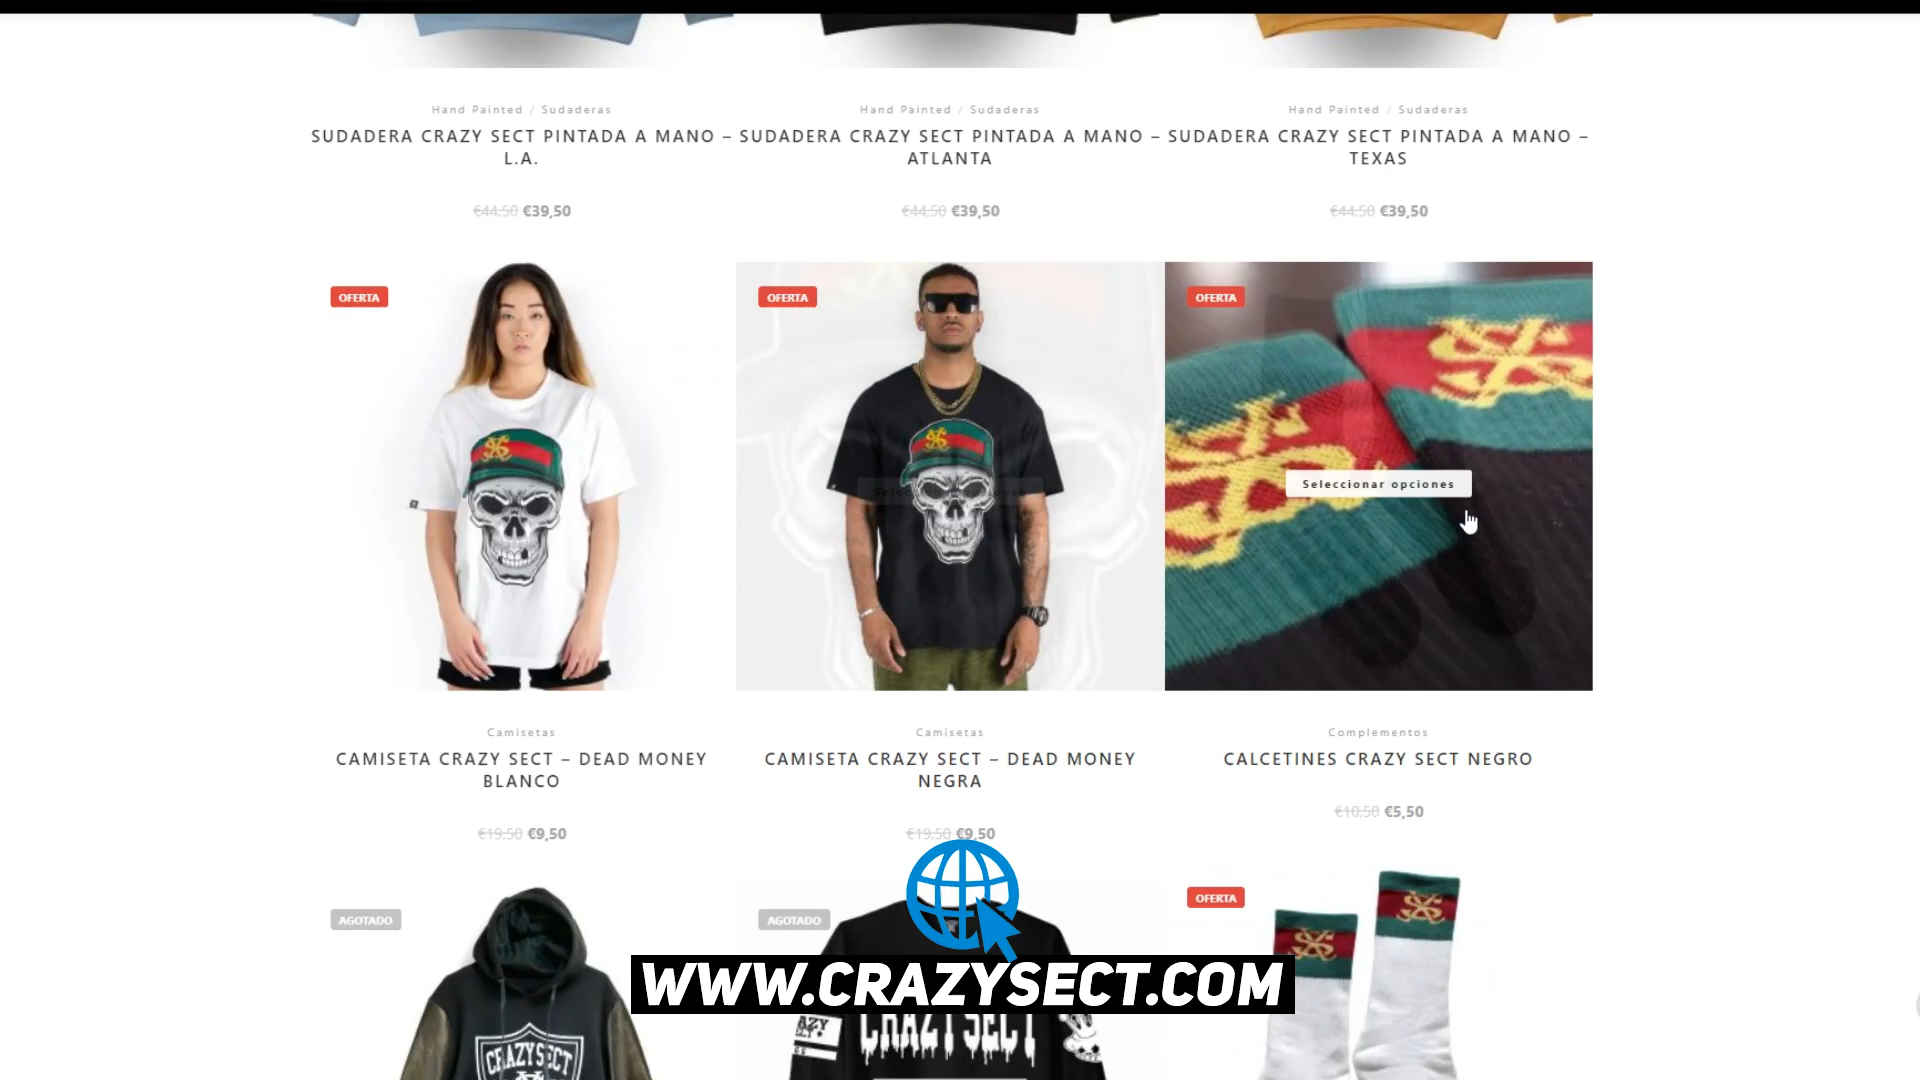 Hand Painted / Sudaderas
SUDADERA CRAZY SECT PINTADA A MANO –
L.A.
€44,50 €39,50
Hand Painted / Sudaderas
SUDADERA CRAZY SECT PINTADA A MANO –
ATLANTA
€44,50 €39,50
Hand Painted / Sudaderas
SUDADERA CRAZY SECT PINTADA A MANO –
TEXAS
€44,50 €39,50
OFERTA
OFERTA
OFERTA
Seleccionar opciones
Camisetas
CAMISETA CRAZY SECT – DEAD MONEY
BLANCO
€19,50 €9,50
Camisetas
CAMISETA CRAZY SECT – DEAD MONEY
NEGRA
€19,50 €9,50
Complementos
CALCETINES CRAZY SECT NEGRO
€10,50 €5,50
AGOTADO
AGOTADO
OFERTA
WWW.CRAZYSECT.COM
CRAZY SECT
CRAZY SECT